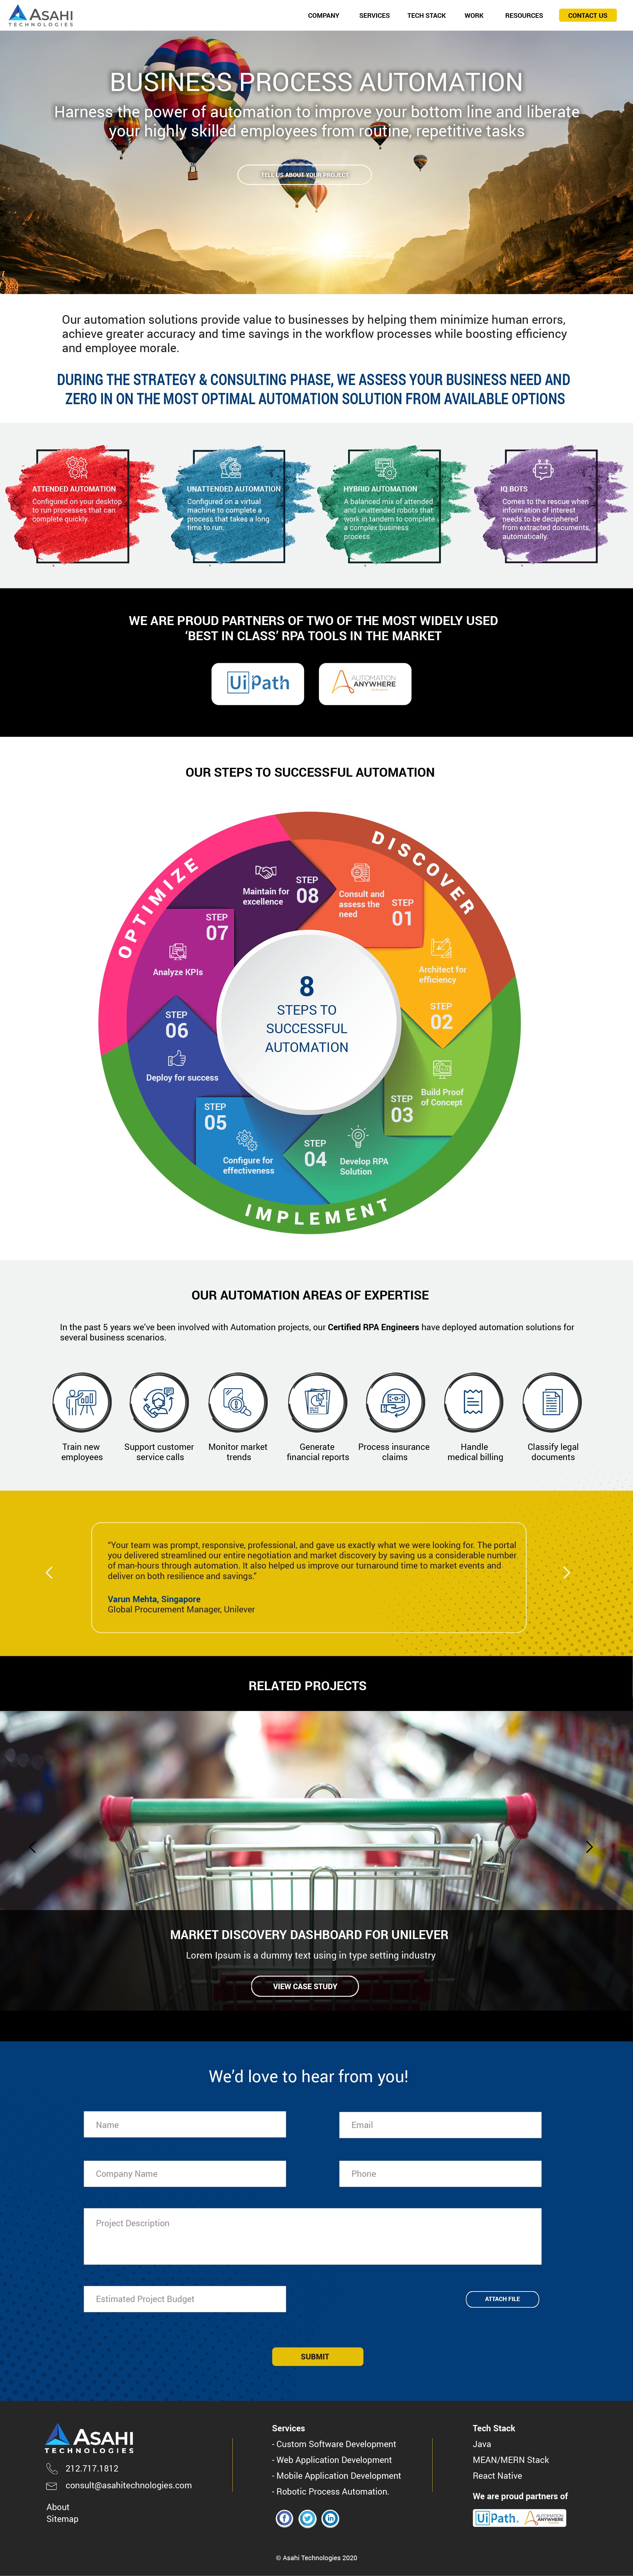 ASAHI
TECHNOLOGIES
COMPANY
SERVICES
TECH STACK
WORK
RESOURCES
CONTACT US
BUSINESS PROCESS AUTOMATION
Harness the power of automation to improve your bottom line and liberate
your highly skilled employees from routine, repetitive tasks
TELL US ABOUT YOUR PROJECT
Our automation solutions provide value to businesses by helping them minimize human errors,
achieve greater accuracy and time savings in the workflow processes while boosting efficiency
and employee morale.
DURING THE STRATEGY & CONSULTING PHASE, WE ASSESS YOUR BUSINESS NEED AND
ZERO IN ON THE MOST OPTIMAL AUTOMATION SOLUTION FROM AVAILABLE OPTIONS
ATTENDED AUTOMATION
Configured on your desktop
to run processes that can
complete quickly.
UNATTENDED AUTOMATION
Configured on a virtual
machine to complete a
process that takes a long
time to run.
HYBRID AUTOMATION
A balanced mix of attended
and unattended robots that
work in tandem to complete
a complex business
process.
IQ BOTS
Comes to the rescue when
information of interest
needs to be deciphered
from extracted documents,
automatically.
WE ARE PROUD PARTNERS OF TWO OF THE MOST WIDELY USED
‘BEST IN CLASS’ RPA TOOLS IN THE MARKET
UiPath
AUTOMATION
ANYWHERE
OUR STEPS TO SUCCESSFUL AUTOMATION
DISCOVER
IMPLEMENT
OPTIMIZE
8
STEPS TO
SUCCESSFUL
AUTOMATION
Consult and
assess the
need
STEP
01
Architect for
efficiency
STEP
02
Build Proof
of Concept
STEP
03
Develop RPA
Solution
STEP
04
Configure for
effectiveness
STEP
05
Deploy for success
STEP
06
Analyze KPIs
STEP
07
Maintain for
excellence
STEP
08
OUR AUTOMATION AREAS OF EXPERTISE
In the past 5 years we’ve been involved with Automation projects, our Certified RPA Engineers have deployed automation solutions for
several business scenarios.
Train new
employees
Support customer
service calls
Monitor market
trends
Generate
financial reports
Process insurance
claims
Handle
medical billing
Classify legal
documents
“Your team was prompt, responsive, professional, and gave us exactly what we were looking for. The portal
you delivered streamlined our entire negotiation and market discovery by saving us a considerable number
of man-hours through automation. It also helped us improve our turnaround time to market events and
deliver on both resilience and savings.”
Varun Mehta, Singapore
Global Procurement Manager, Unilever
RELATED PROJECTS
MARKET DISCOVERY DASHBOARD FOR UNILEVER
Lorem Ipsum is a dummy text using in type setting industry
VIEW CASE STUDY
We’d love to hear from you!
Name
Email
Company Name
Phone
Project Description
Estimated Project Budget
ATTACH FILE
SUBMIT
ASAHI
TECHNOLOGIES
212.717.1812
consult@asahitechnologies.com
About
Sitemap
Services
- Custom Software Development
- Web Application Development
- Mobile Application Development
- Robotic Process Automation.
Tech Stack
Java
MEAN/MERN Stack
React Native
We are proud partners of
UiPath
AUTOMATION
ANYWHERE
© Asahi Technologies 2020